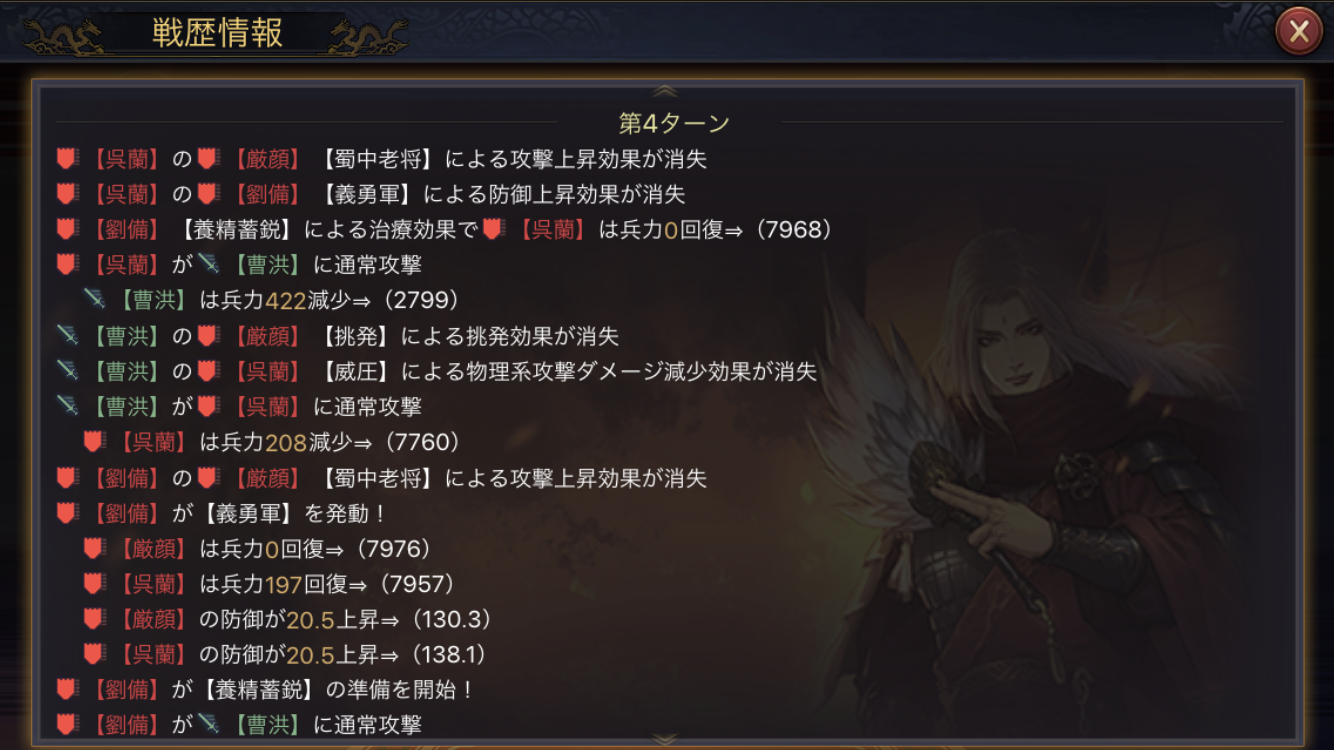 戦歴情報
第4ターン
【呉蘭】の【厳顔】【蜀中老将】による攻撃上昇効果が消失
【呉蘭】の【劉備】【義勇軍】による防御上昇効果が消失
【劉備】【養精蓄鋭】による治療効果で【呉蘭】は兵力0回復⇒（7968）
【呉蘭】が【曹洪】に通常攻撃
【曹洪】は兵力422減少⇒（2799）
【曹洪】の【厳顔】【挑発】による挑発効果が消失
【曹洪】の【呉蘭】【威圧】による物理系攻撃ダメージ減少効果が消失
【曹洪】が【呉蘭】に通常攻撃
【呉蘭】は兵力208減少⇒（7760）
【劉備】の【厳顔】【蜀中老将】による攻撃上昇効果が消失
【劉備】が【義勇軍】を発動！
【厳顔】は兵力0回復⇒（7976）
【呉蘭】は兵力197回復⇒（7957）
【厳顔】の防御が20.5上昇⇒（130.3）
【呉蘭】の防御が20.5上昇⇒（138.1）
【劉備】が【養精蓄鋭】の準備を開始！
【劉備】が【曹洪】に通常攻撃